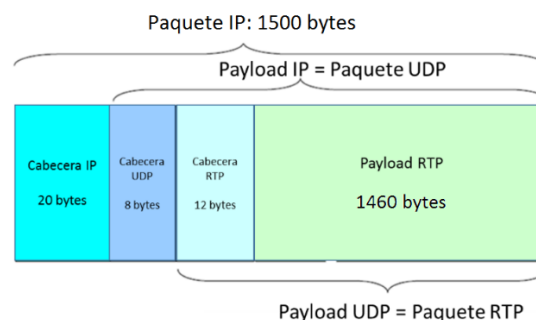 Paquete IP: 1500 bytes
Payload IP = Paquete UDP
Cabecera IP
20 bytes
Cabecera
UDP
8 bytes
Cabecera
RTP
12 bytes
Payload RTP
1460 bytes
Payload UDP = Paquete RTP